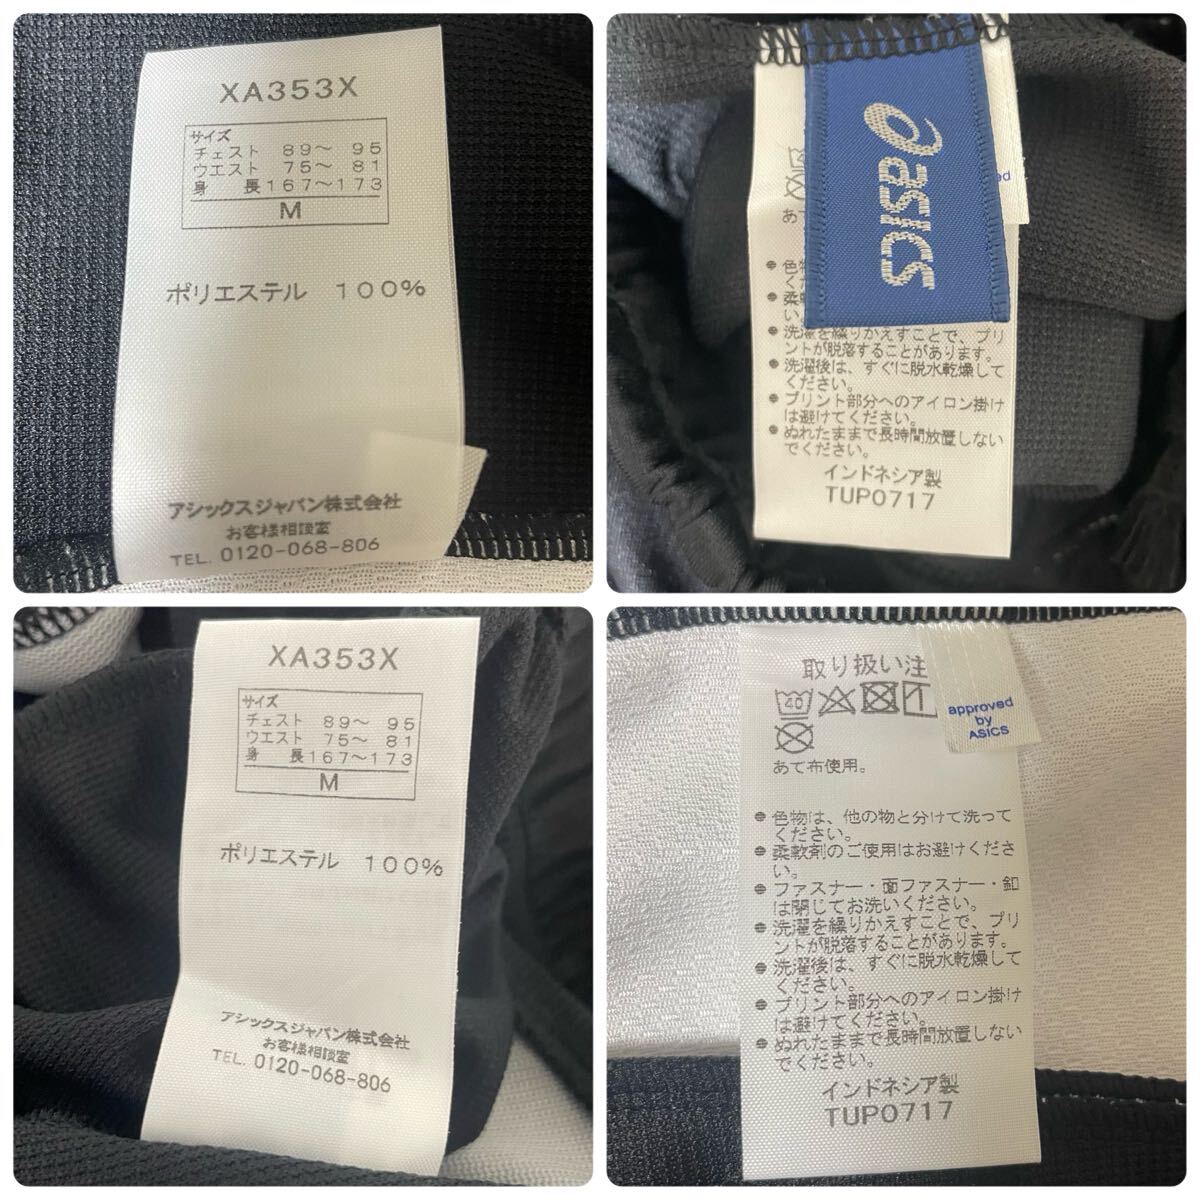 XA353X
サイズ
チェスト 89～ 95
ウエスト 75～ 81
身　長 167～173
M
ポリエステル 100%
アシックスジャパン株式会社
お客様相談室
TEL. 0120-068-806
asics
40
d
あて
● 色物
くだ
● 柔軟
い。
● 洗濯を繰りかえすことで、プリ
ントが脱落することがあります。
● 洗濯後は、すぐに脱水乾燥して
ください。
● プリント部分へのアイロン掛け
は避けてください。
● ぬれたままで長時間放置しない
でください。
インドネシア製
TUP0717
XA353X
サイズ
チェスト 89～ 95
ウエスト 75～ 81
身　長 167～173
M
ポリエステル 100%
アシックスジャパン株式会社
お客様相談室
TEL. 0120-068-806
取り扱い注
40
approved
by
ASICS
あて布使用。
● 色物は、他の物と分けて洗って
ください。
● 柔軟剤のご使用はお避けくださ
い。
● ファスナー・面ファスナー・釦
は閉じてお洗いください。
● 洗濯を繰りかえすことで、プリ
ントが脱落することがあります。
● 洗濯後は、すぐに脱水乾燥して
ください。
● プリント部分へのアイロン掛け
は避けてください。
● ぬれたままで長時間放置しない
でください。
インドネシア製
TUP0717